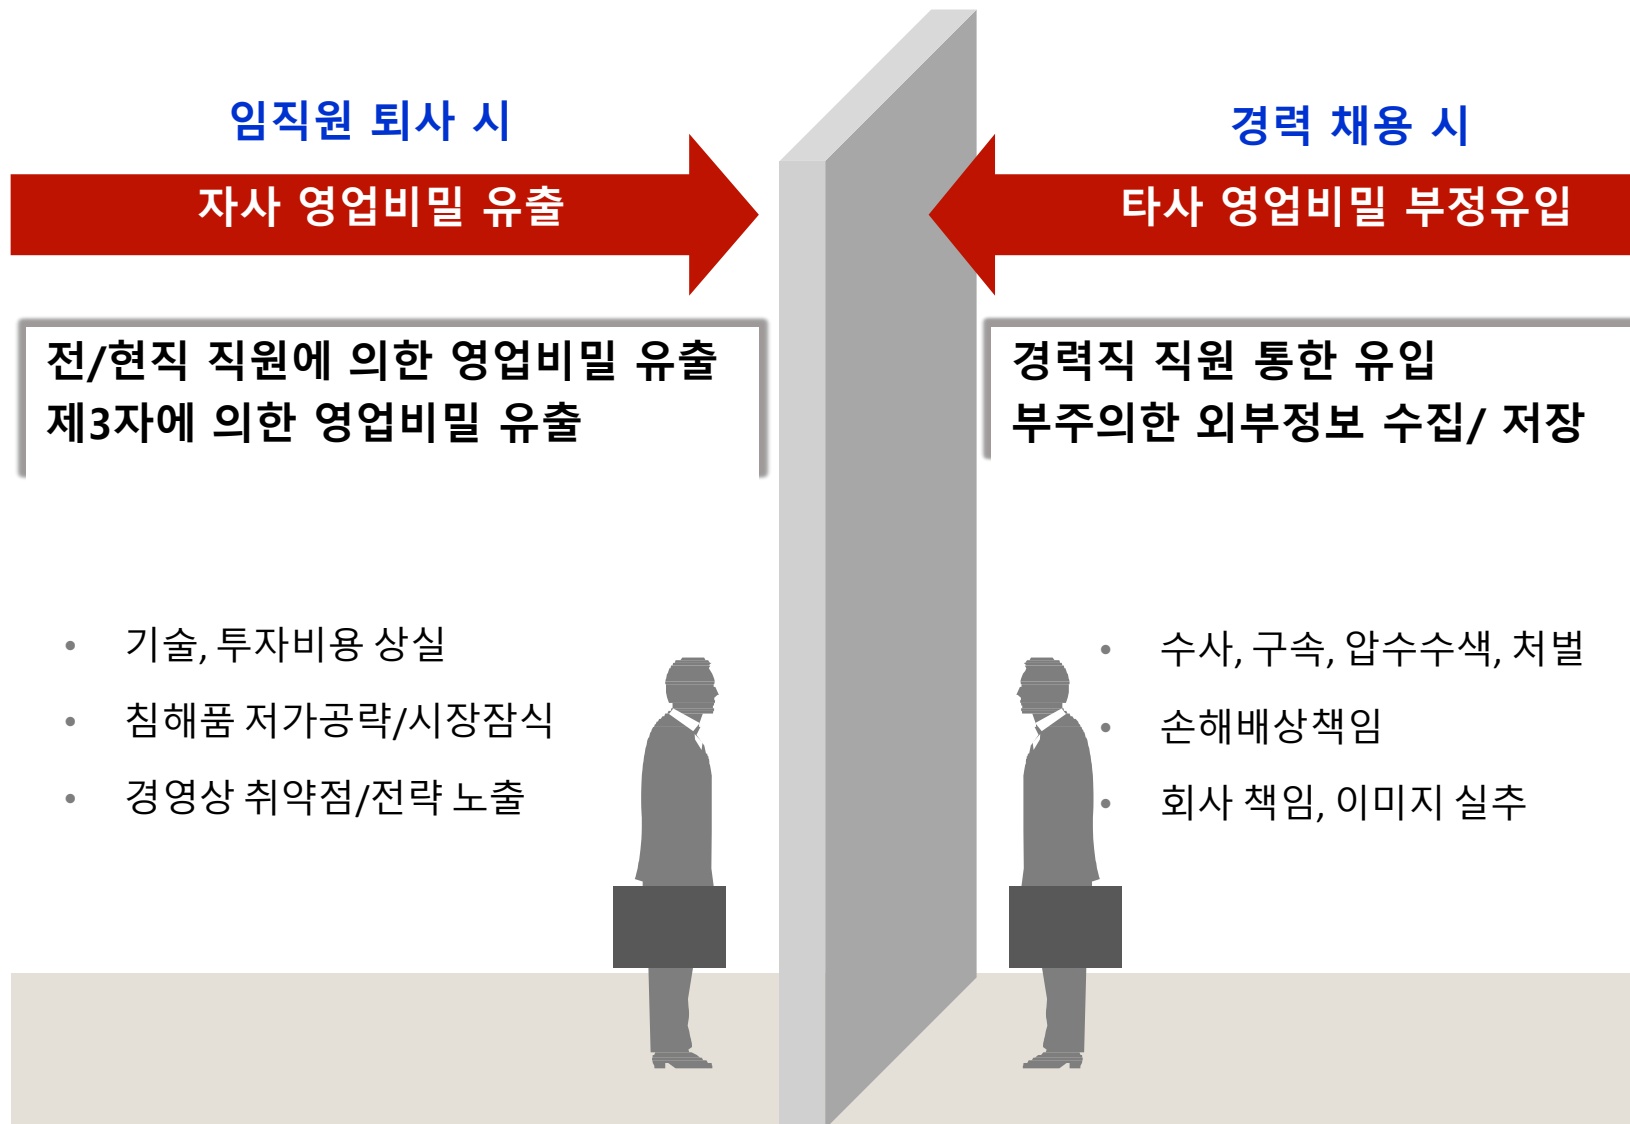 임직원 퇴사 시
자사 영업비밀 유출
전/현직 직원에 의한 영업비밀 유출
제3자에 의한 영업비밀 유출
• 기술, 투자비용 상실
• 침해품 저가공략/시장잠식
• 경영상 취약점/전략 노출
경력 채용 시
타사 영업비밀 부정유입
경력직 직원 통한 유입
부주의한 외부정보 수집/ 저장
• 수사, 구속, 압수수색, 처벌
• 손해배상책임
• 회사 책임, 이미지 실추